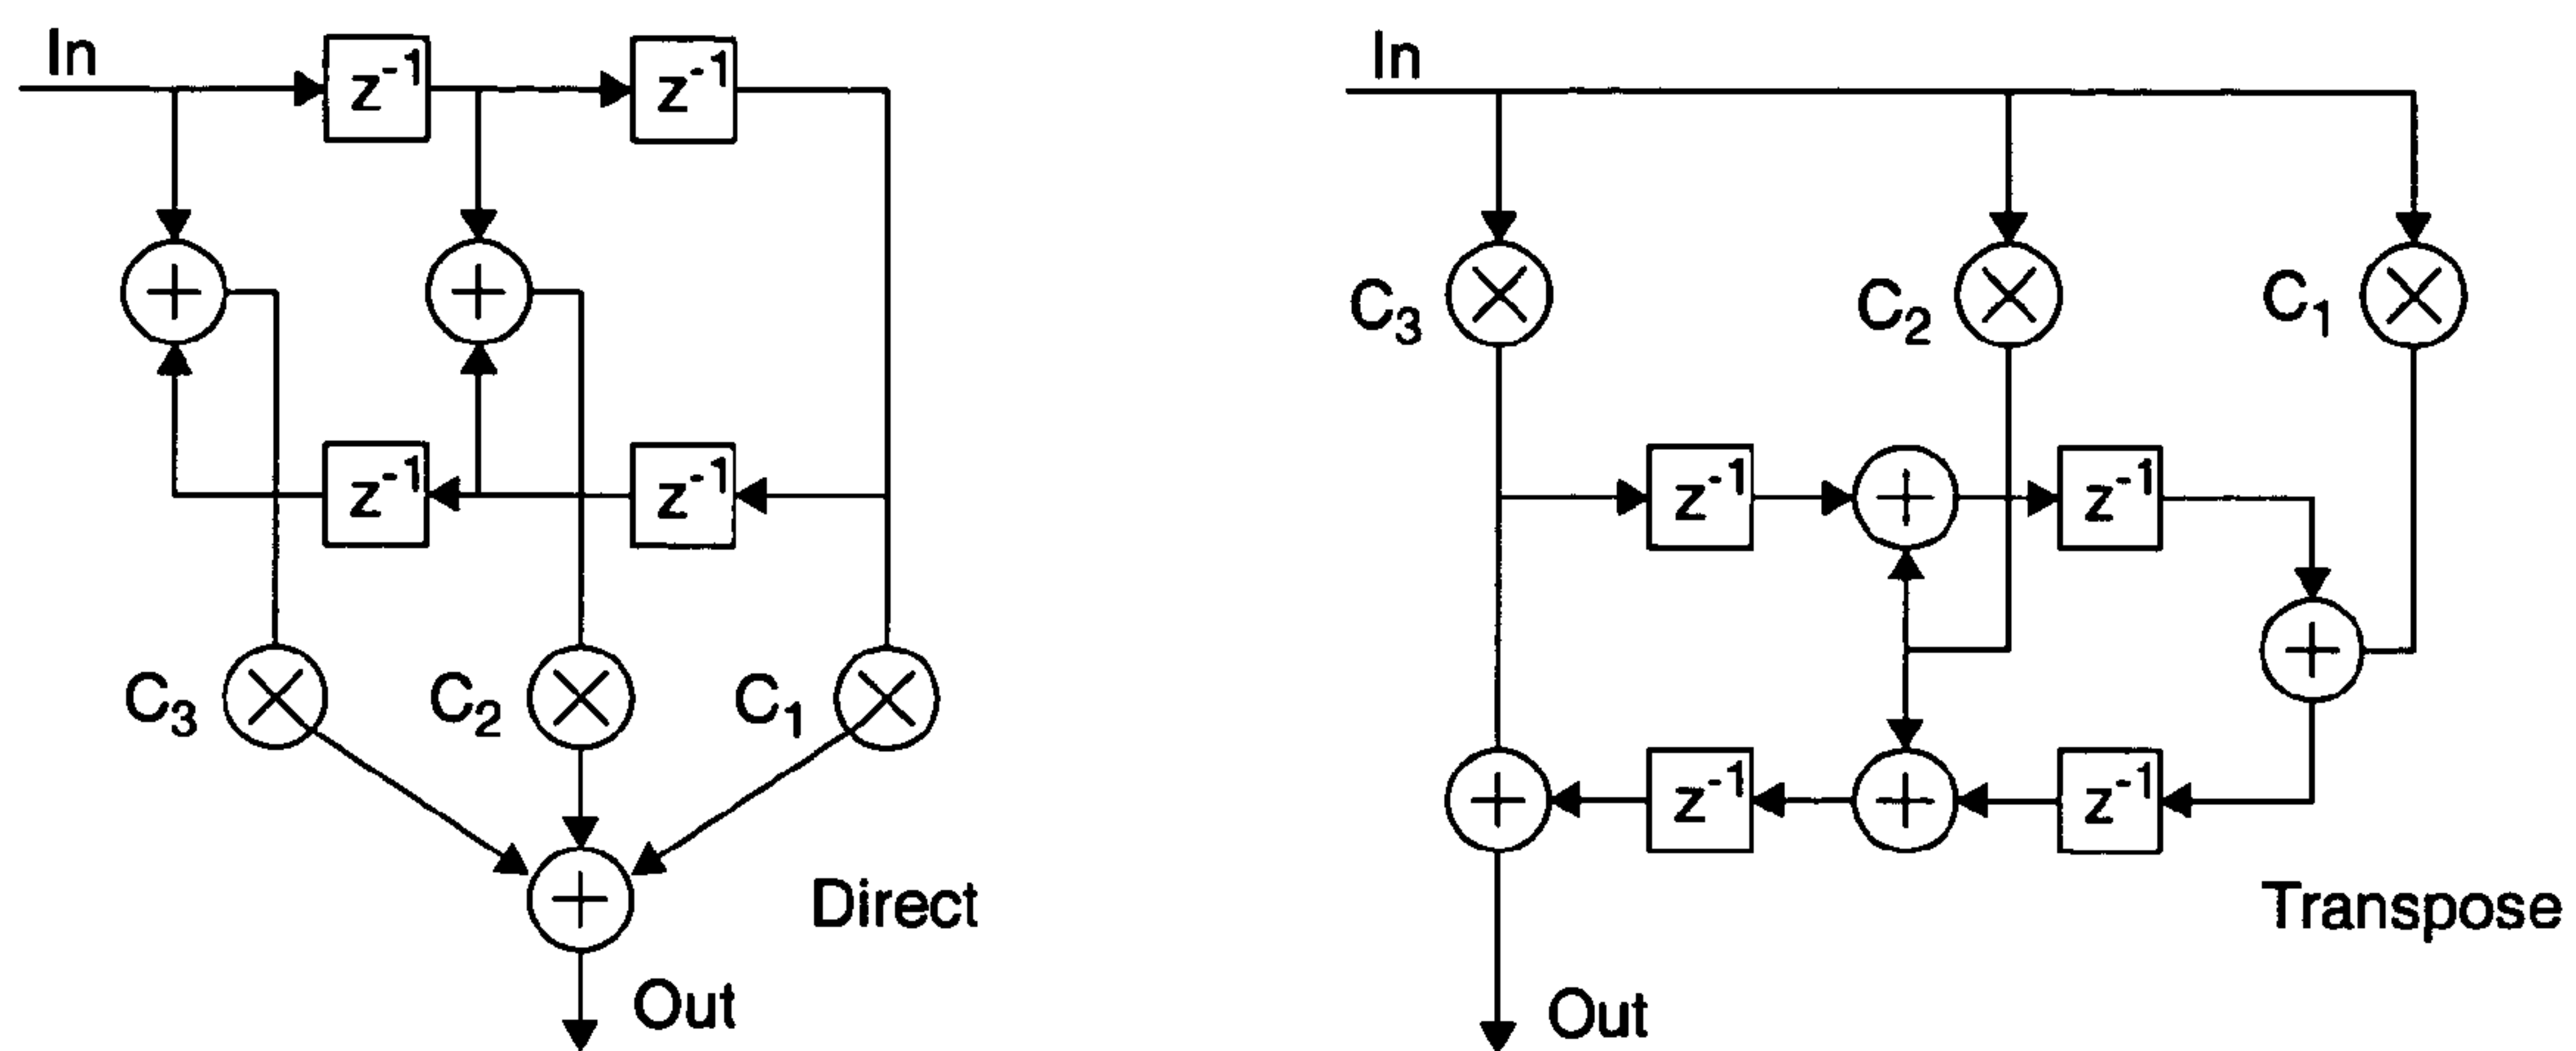 In
z⁻¹
z⁻¹
z⁻¹
z⁻¹
C₃
C₂
C₁
Direct
Out
In
C₃
C₂
C₁
z⁻¹
z⁻¹
z⁻¹
z⁻¹
Transpose
Out